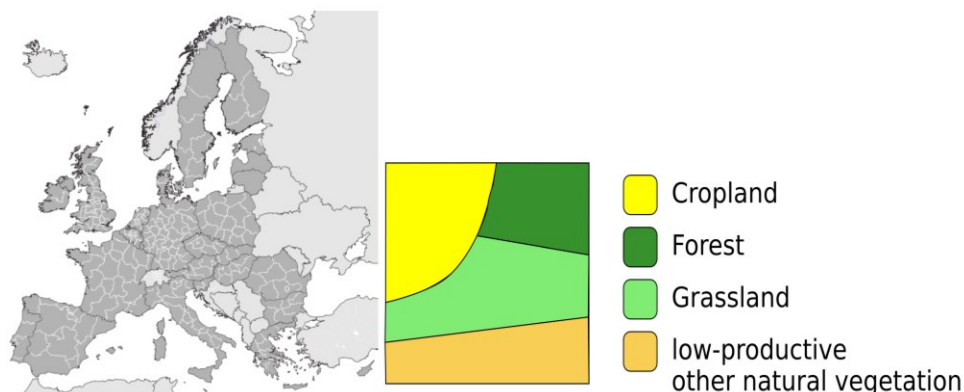 Cropland
Forest
Grassland
low-productive
other natural vegetation